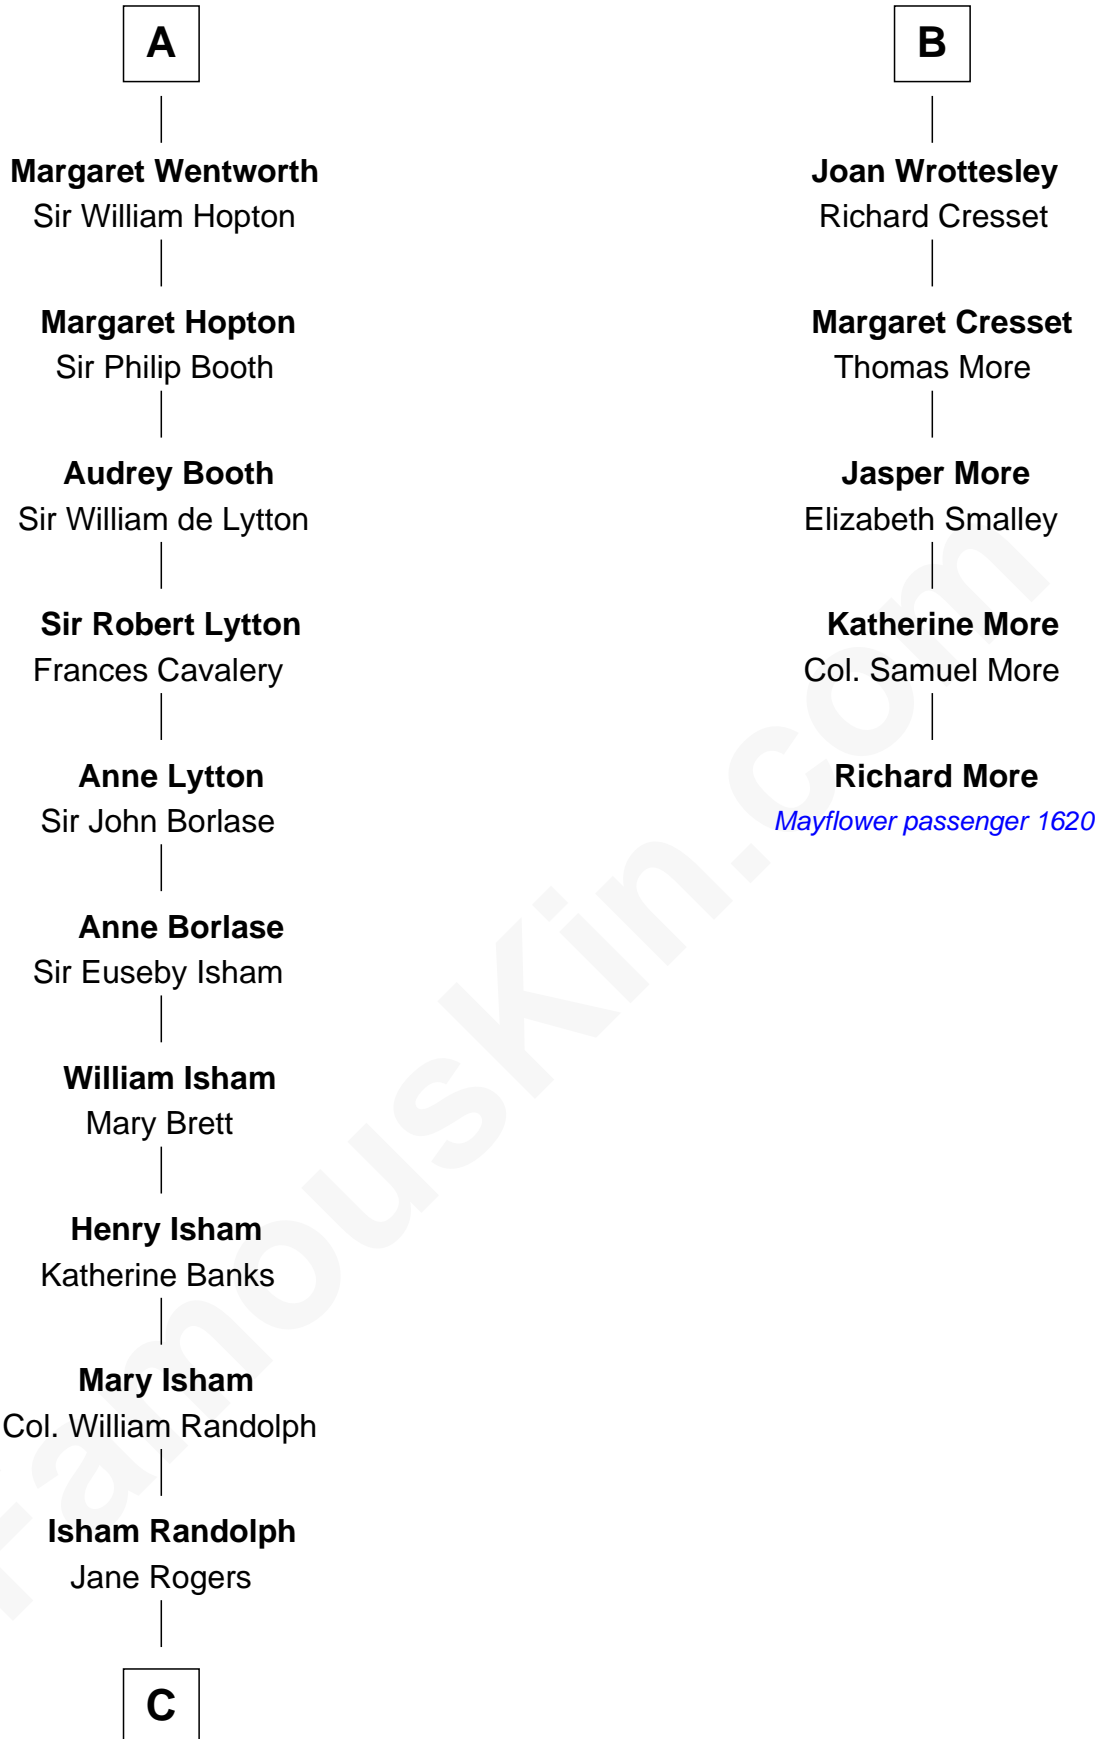 A
Margaret Wentworth
Sir William Hopton
Margaret Hopton
Sir Philip Booth
Audrey Booth
Sir William de Lytton
Sir Robert Lytton
Frances Cavalery
Anne Lytton
Sir John Borlase
Anne Borlase
Sir Euseby Isham
William Isham
Mary Brett
Henry Isham
Katherine Banks
Mary Isham
Col. William Randolph
Isham Randolph
Jane Rogers
C
B
Joan Wrottesley
Richard Cresset
Margaret Cresset
Thomas More
Jasper More
Elizabeth Smalley
Katherine More
Col. Samuel More
Richard More
Mayflower passenger 1620
FamousKin.com